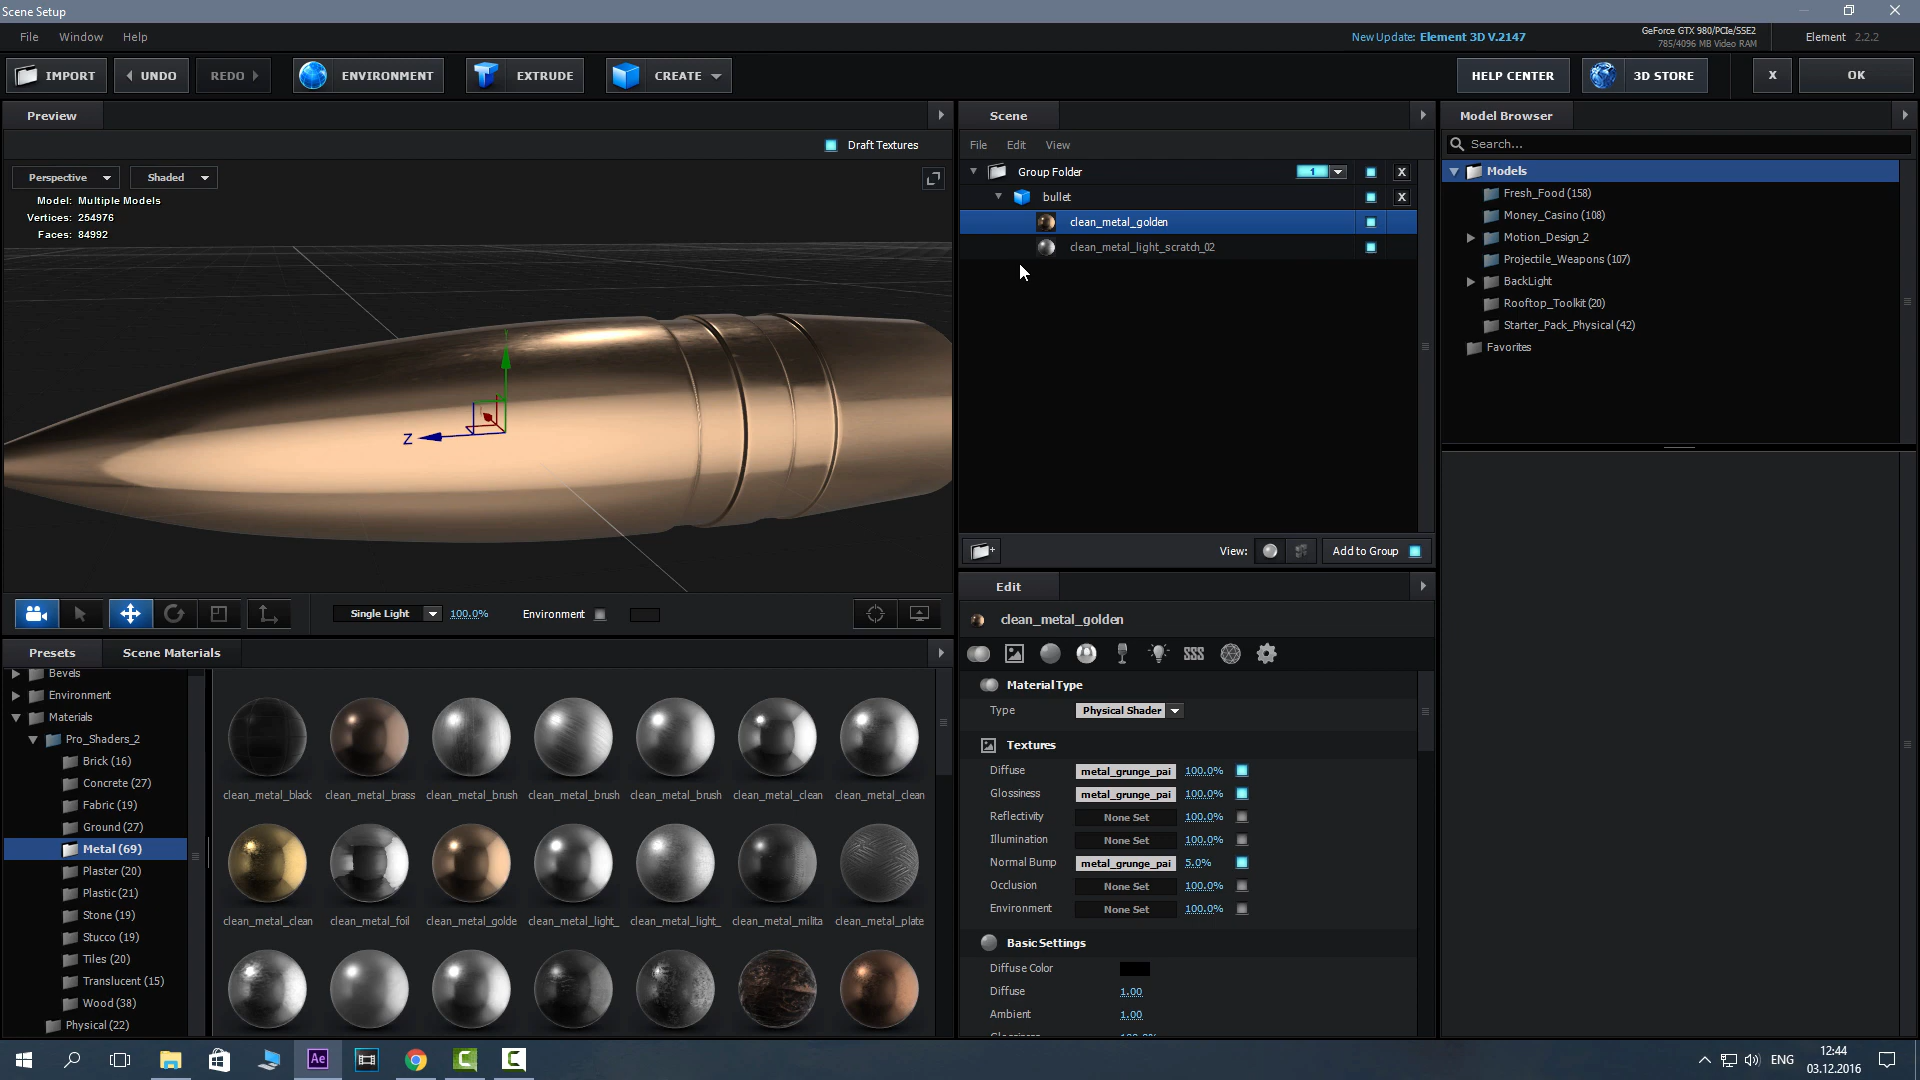 Scene Setup
File Window Help
New Update: Element 3D V.2147
GeForce GTX 980/PCIe/SSE2
785/4096 MB Video RAM
Element 2.2.2
IMPORT UNDO REDO ENVIRONMENT EXTRUDE CREATE HELP CENTER 3D STORE X OK
Preview
Draft Textures
Perspective Shaded
Model: Multiple Models
Vertices: 254976
Faces: 84992
Y
Z
Single Light 100.0% Environment
Scene
File Edit View
Group Folder 1 X
bullet X
clean_metal_golden
clean_metal_light_scratch_02
View: Add to Group
Model Browser
Search...
Models
Fresh_Food (158)
Money_Casino (108)
Motion_Design_2
Projectile_Weapons (107)
BackLight
Rooftop_Toolkit (20)
Starter_Pack_Physical (42)
Favorites
Presets Scene Materials
Bevels
Environment
Materials
Pro_Shaders_2
Brick (16)
Concrete (27)
Fabric (19)
Ground (27)
Metal (69)
Plaster (20)
Plastic (21)
Stone (19)
Stucco (19)
Tiles (20)
Translucent (15)
Wood (38)
Physical (22)
clean_metal_black clean_metal_brass clean_metal_brush clean_metal_brush clean_metal_brush clean_metal_clean clean_metal_clean
clean_metal_clean clean_metal_foil clean_metal_golde clean_metal_light_ clean_metal_light_ clean_metal_milita clean_metal_plate
Edit
clean_metal_golden
Material Type
Type Physical Shader
Textures
Diffuse metal_grunge_pai 100.0%
Glossiness metal_grunge_pai 100.0%
Reflectivity None Set 100.0%
Illumination None Set 100.0%
Normal Bump metal_grunge_pai 5.0%
Occlusion None Set 100.0%
Environment None Set 100.0%
Basic Settings
Diffuse Color
Diffuse 1.00
Ambient 1.00
Ae
ENG
12:44
03.12.2016